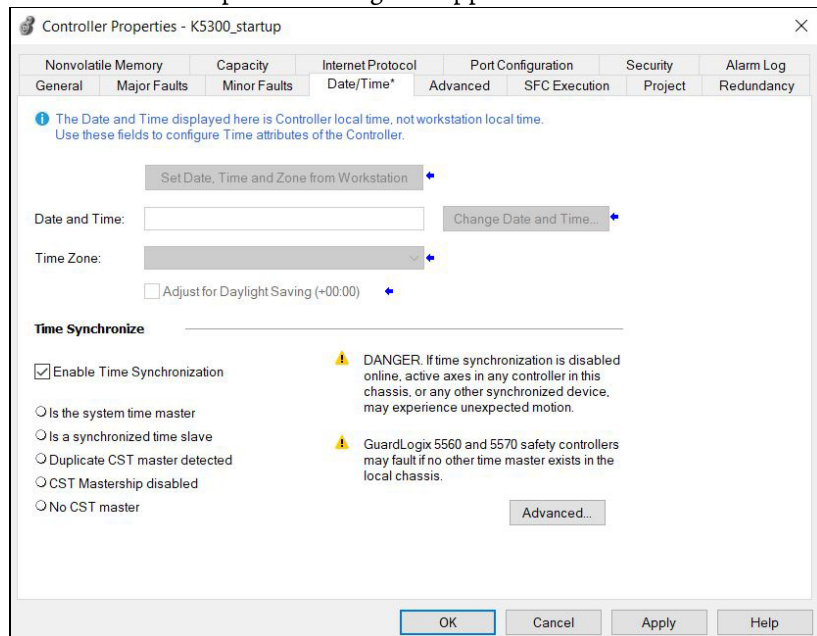 Controller Properties - K5300_startup
Nonvolatile Memory Capacity Internet Protocol Port Configuration Security Alarm Log
General Major Faults Minor Faults Date/Time* Advanced SFC Execution Project Redundancy
The Date and Time displayed here is Controller local time, not workstation local time.
Use these fields to configure Time attributes of the Controller.
Set Date, Time and Zone from Workstation
Date and Time: Change Date and Time...
Time Zone:
Adjust for Daylight Saving (+00:00)
Time Synchronize
Enable Time Synchronization
DANGER. If time synchronization is disabled
online, active axes in any controller in this
chassis, or any other synchronized device,
may experience unexpected motion.
Is the system time master
Is a synchronized time slave
Duplicate CST master detected
CST Mastership disabled
No CST master
GuardLogix 5560 and 5570 safety controllers
may fault if no other time master exists in the
local chassis.
Advanced...
OK Cancel Apply Help